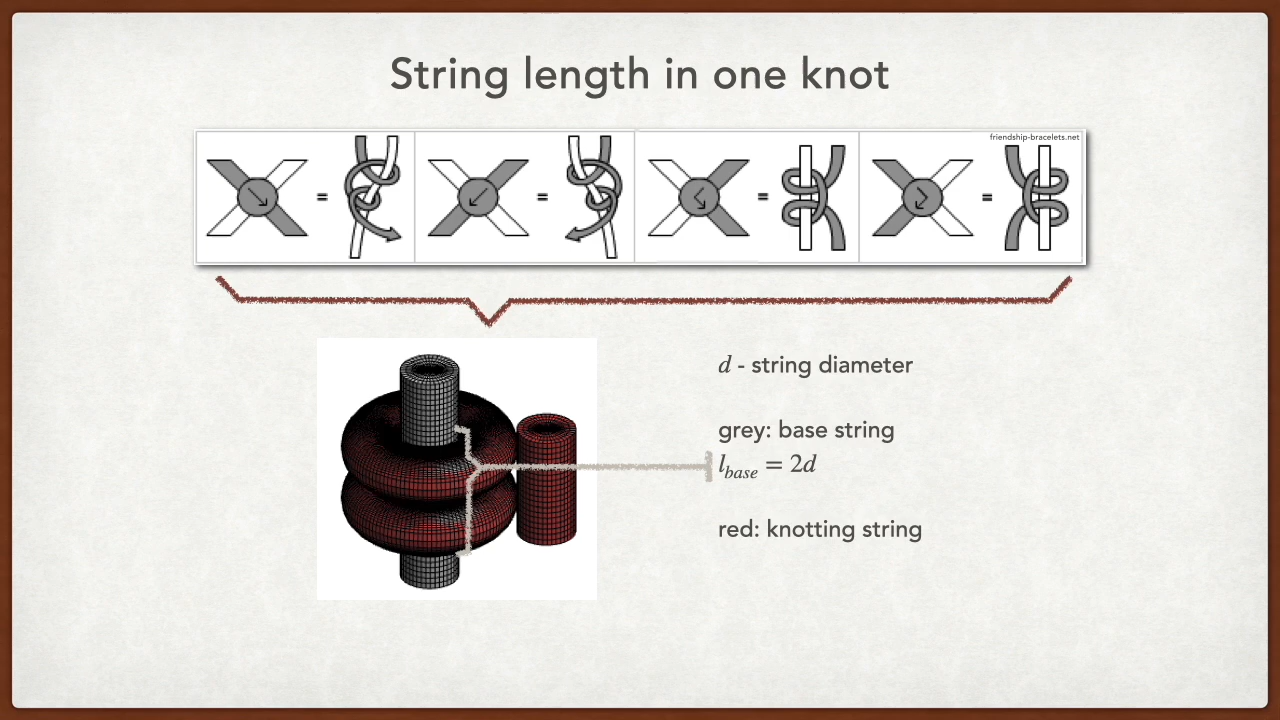 String length in one knot
friendship-bracelets.net
=
=
=
=
d - string diameter
grey: base string
l_base = 2d
red: knotting string